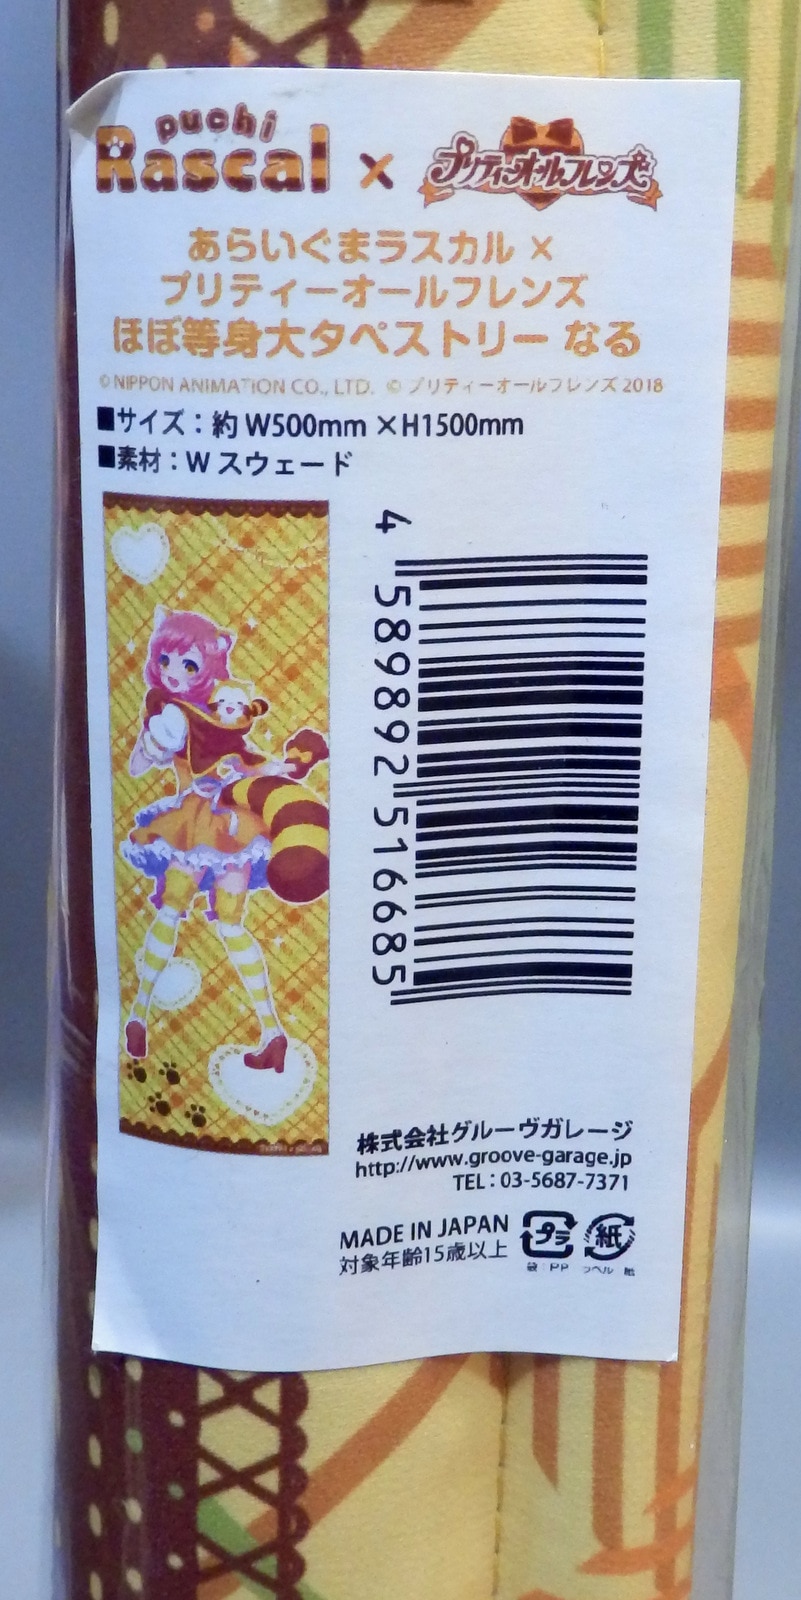 puchi
Rascal × プリティーオールフレンズ
あらいぐまラスカル ×
プリティーオールフレンズ
ほぼ等身大タペストリー なる
© NIPPON ANIMATION CO., LTD. © プリティーオールフレンズ 2018
■サイズ：約 W500mm ×H1500mm
■素材：W スウェード
4 589892 516685
株式会社グルーヴガレージ
http://www.groove-garage.jp
TEL：03-5687-7371
MADE IN JAPAN
対象年齢15歳以上
プラ
袋：PP
紙
ラベル 紙